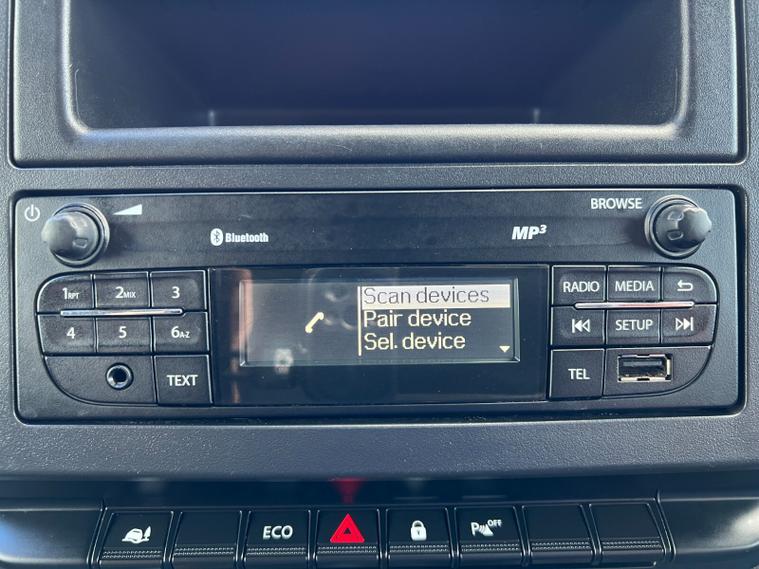 BROWSE
Bluetooth
MP3
1RPT 2MIX 3
RADIO MEDIA
Scan devices
Pair device
Sel. device
4 5 6A-Z
SETUP
TEXT
TEL
ECO
P OFF